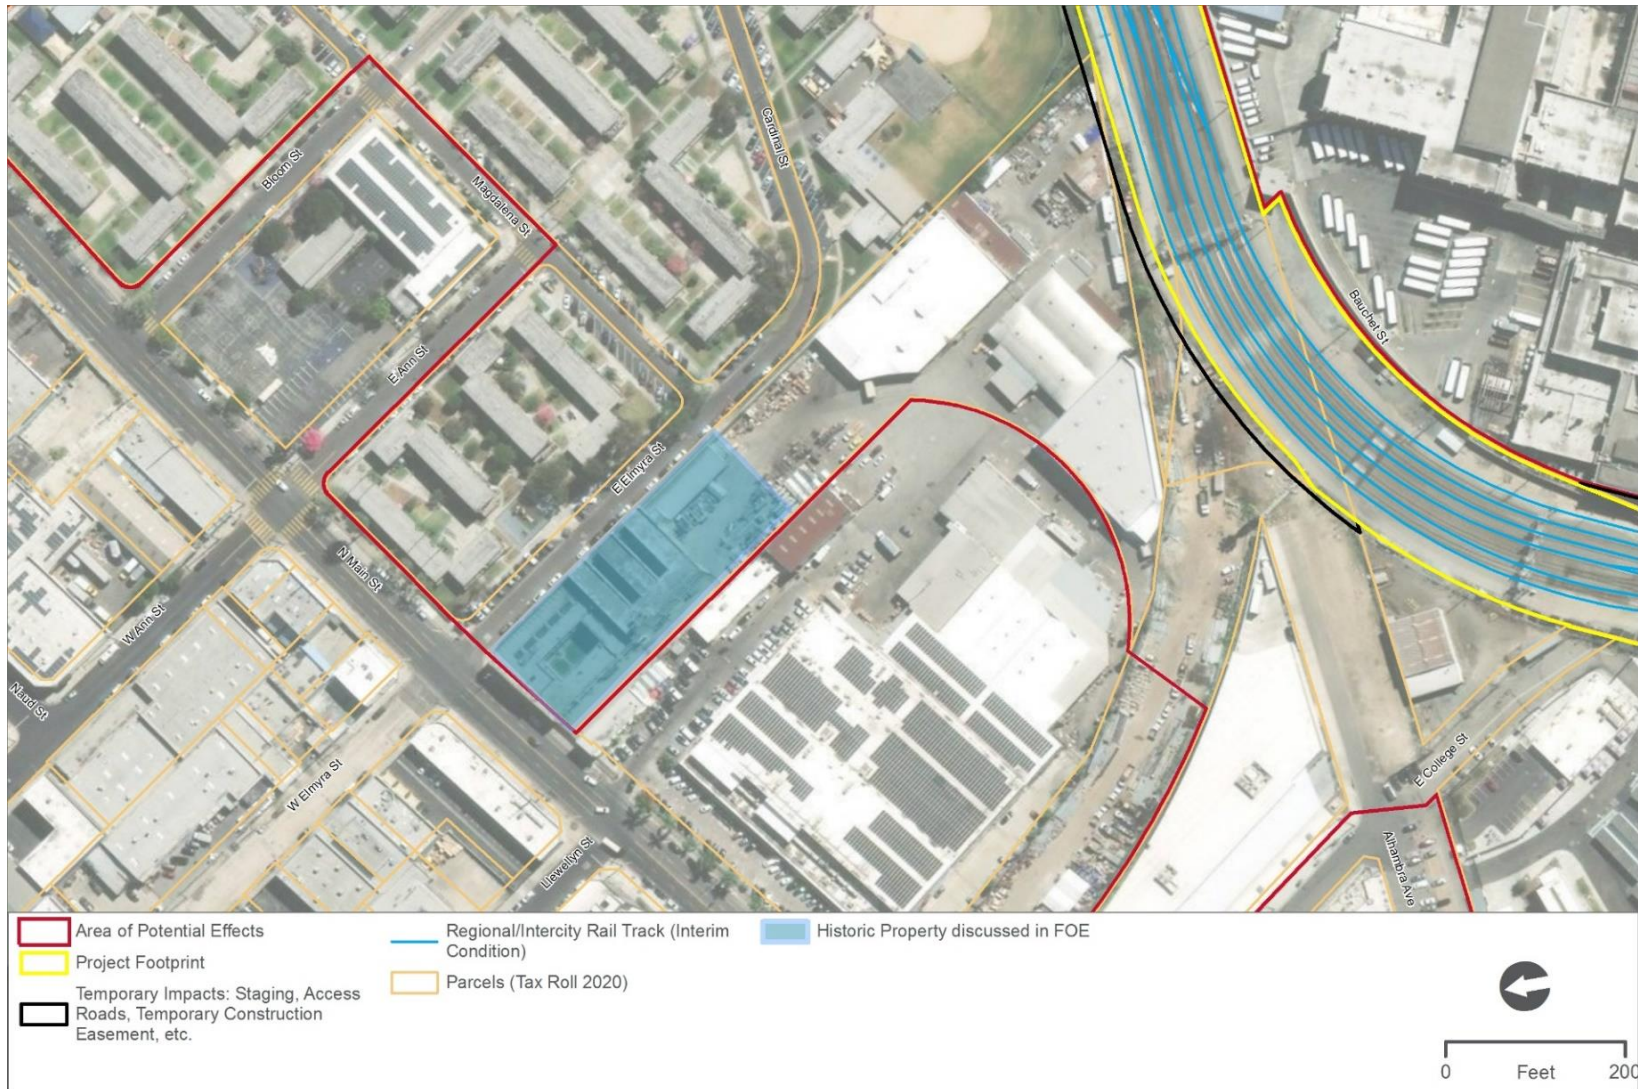 Cardinal St
Bloom St
Magdalena St
Bauchet St
E Ann St
E Elmyra St
N Main St
W Ann St
Naud St
W Elmyra St
Llewellyn St
E College St
Alhambra Ave
Area of Potential Effects
Project Footprint
Temporary Impacts: Staging, Access
Roads, Temporary Construction
Easement, etc.
Regional/Intercity Rail Track (Interim
Condition)
Parcels (Tax Roll 2020)
Historic Property discussed in FOE
0 Feet 200